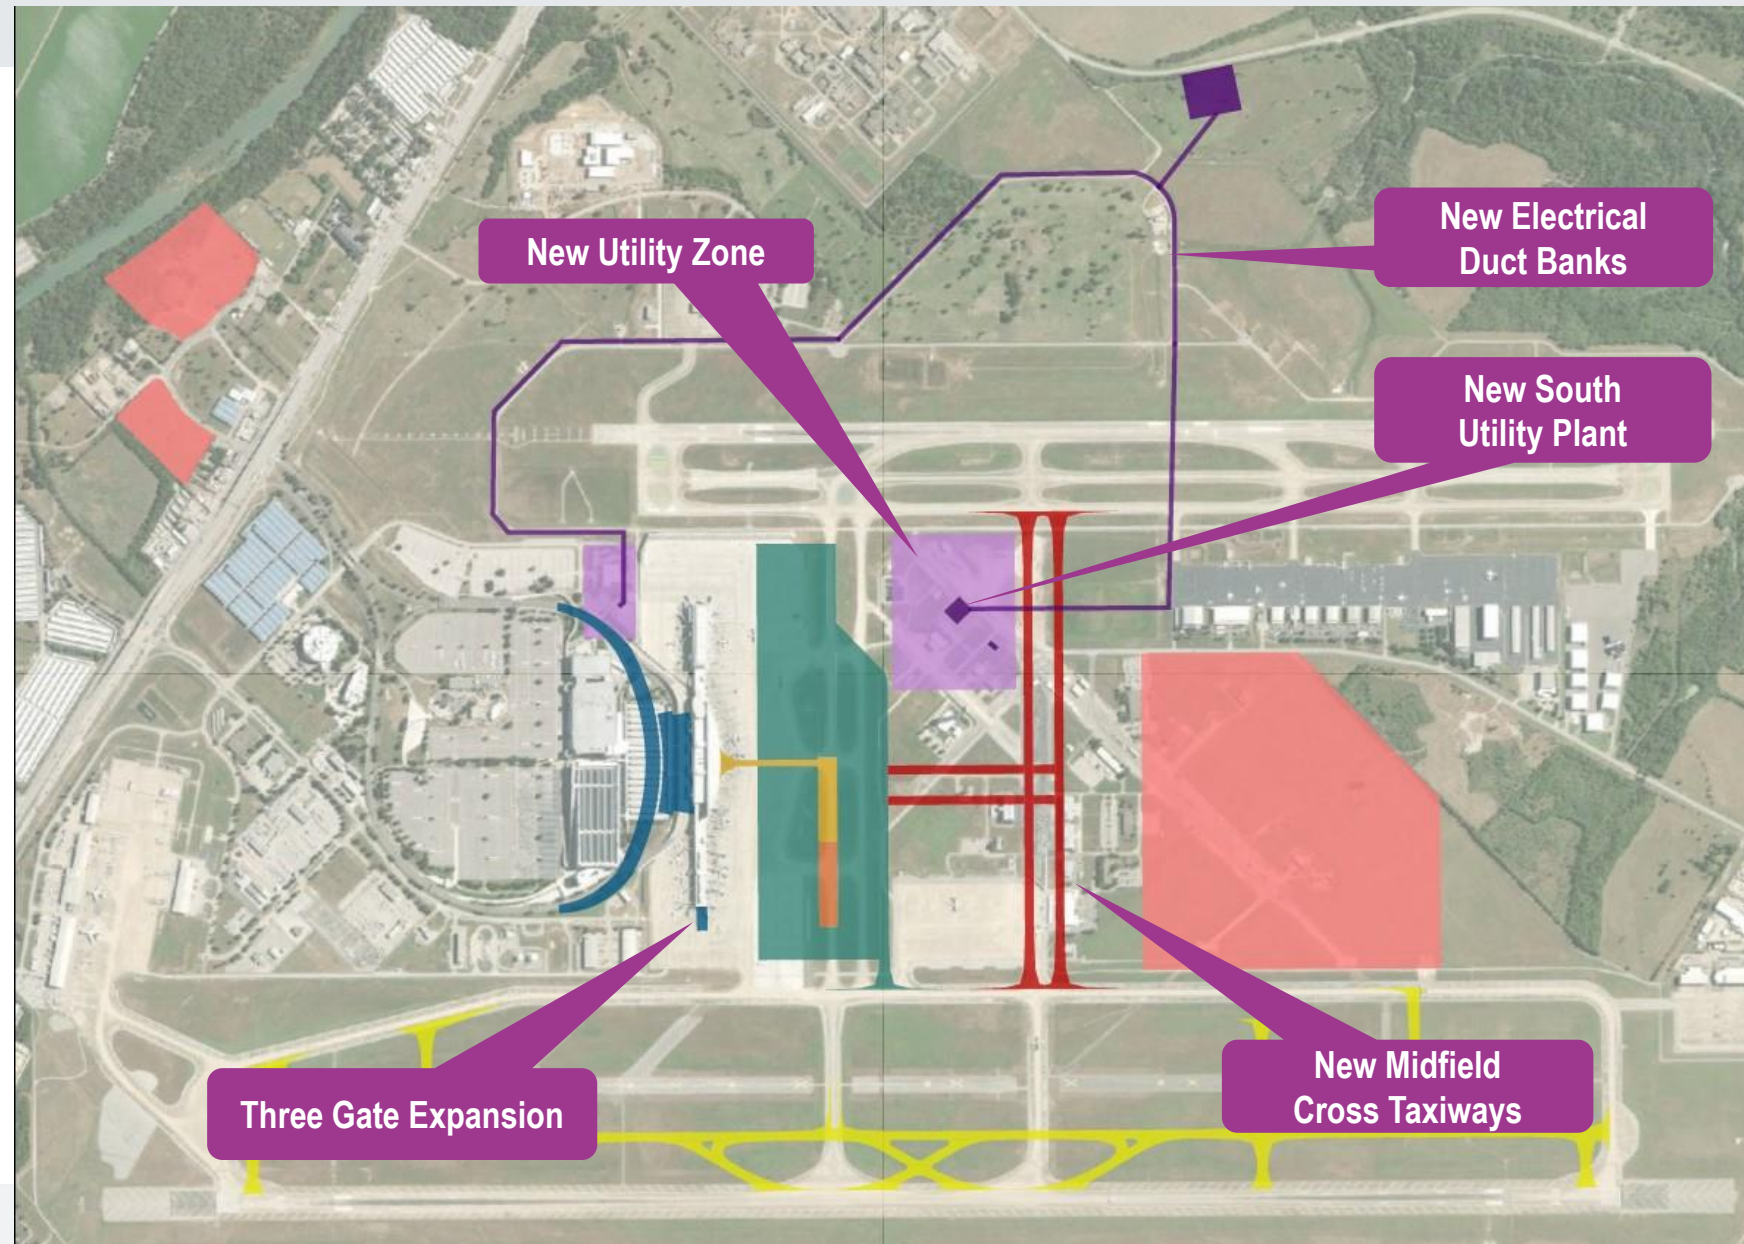 New Utility Zone
New Electrical
Duct Banks
New South
Utility Plant
Three Gate Expansion
New Midfield
Cross Taxiways